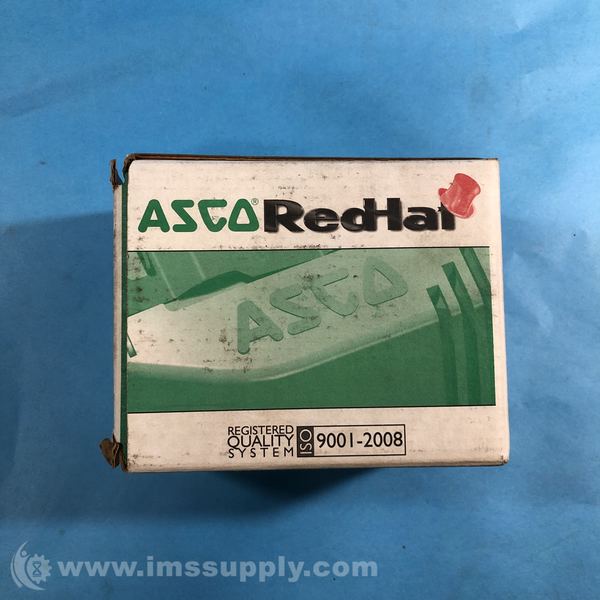 ASCO® RedHat
ASCO
REGISTERED
QUALITY
SYSTEM
ISO 9001-2008
www.imssupply.com